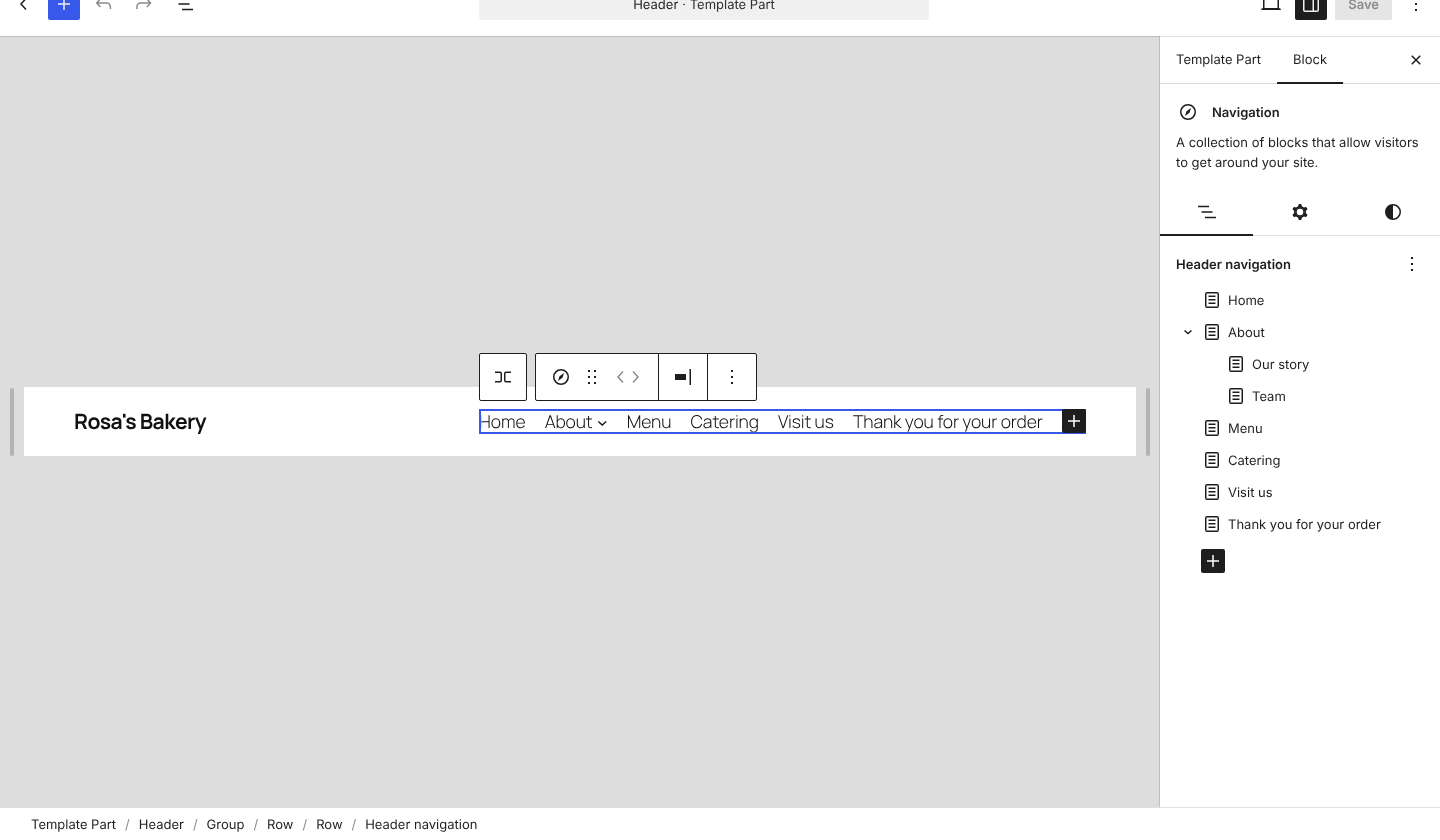 Header · Template Part
Save
Template Part
Block
Navigation
A collection of blocks that allow visitors
to get around your site.
Header navigation
Home
About
Our story
Team
Menu
Catering
Visit us
Thank you for your order
Rosa's Bakery
Home About Menu Catering Visit us Thank you for your order
Template Part / Header / Group / Row / Row / Header navigation